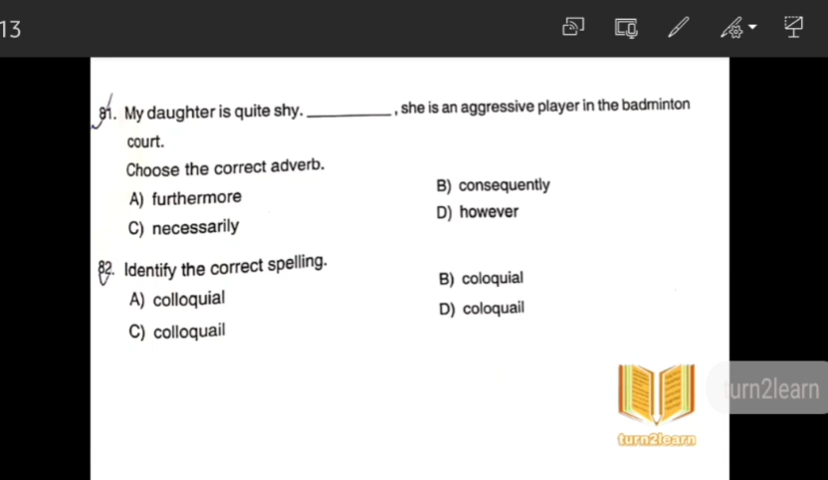 13
81. My daughter is quite shy. __________, she is an aggressive player in the badminton
court.
Choose the correct adverb.
A) furthermore
B) consequently
C) necessarily
D) however
82. Identify the correct spelling.
A) colloquial
B) coloquial
C) colloquail
D) coloquail
turn2learn
turn2learn